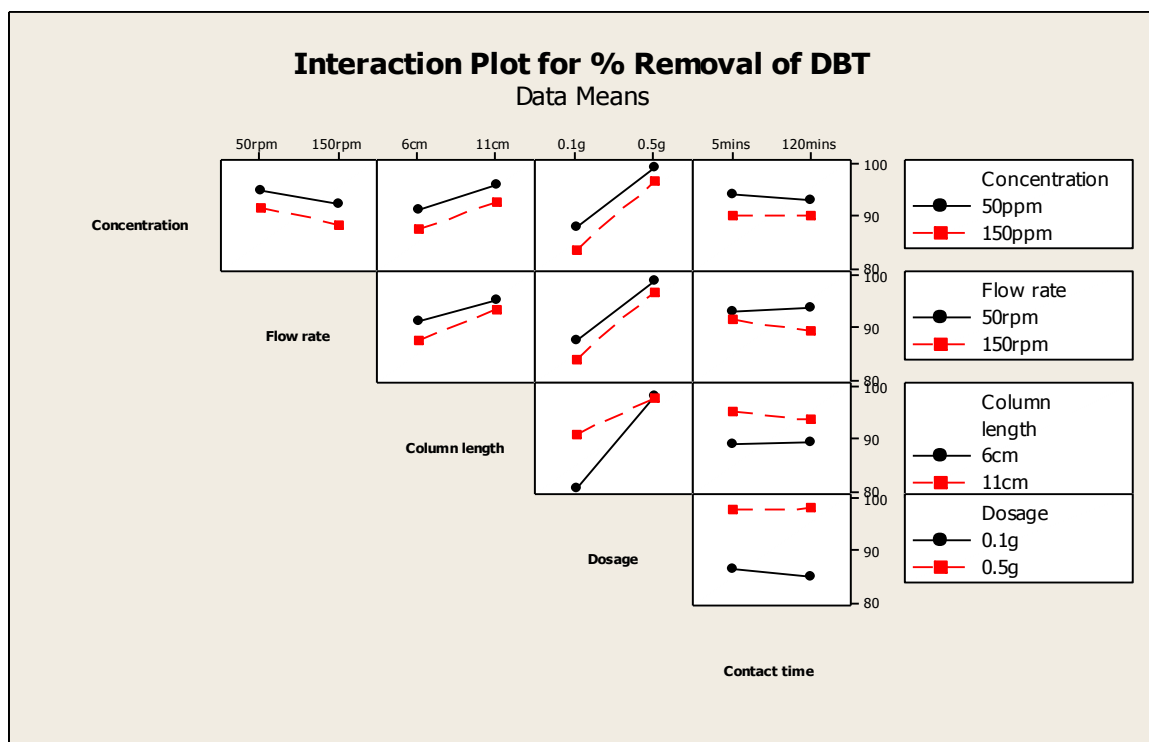 Interaction Plot for % Removal of DBT
Data Means
50rpm 150rpm 6cm 11cm 0.1g 0.5g 5mins 120mins
Concentration
100
90
80
Concentration
50ppm
150ppm
Flow rate
100
90
80
Flow rate
50rpm
150rpm
Column length
100
90
80
Column
length
6cm
11cm
Dosage
100
90
80
Dosage
0.1g
0.5g
Contact time